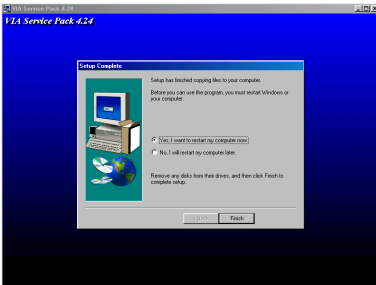 VIA Service Pack 4.24
VIA Service Pack 4.24
Setup Complete
Setup has finished copying files to your computer.
Before you can use the program, you must restart Windows or
your computer.
Yes, I want to restart my computer now.
No, I will restart my computer later.
Remove any disks from their drives, and then click Finish to
complete setup.
< Back
Finish